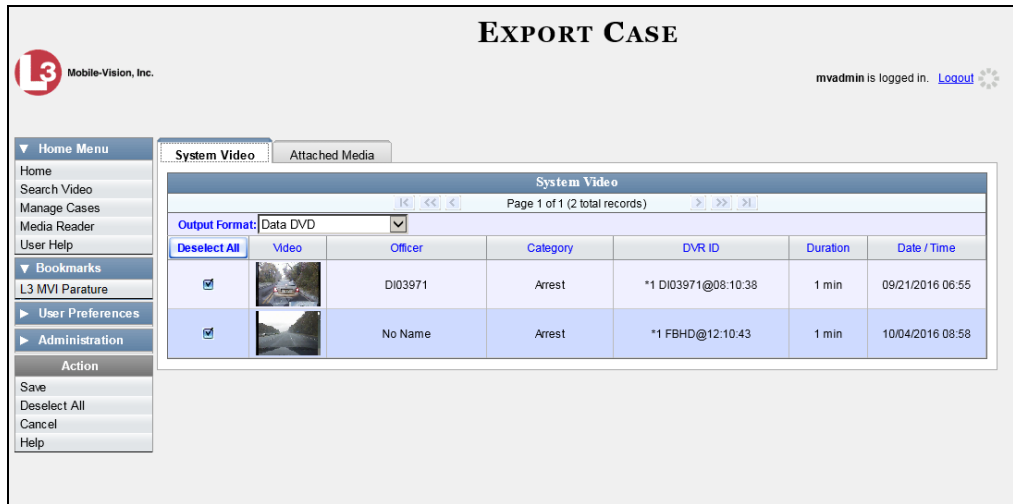 EXPORT CASE
L3 Mobile-Vision, Inc.
mvadmin is logged in. Logout
▼ Home Menu
Home
Search Video
Manage Cases
Media Reader
User Help
▼ Bookmarks
L3 MVI Parature
▶ User Preferences
▶ Administration
Action
Save
Deselect All
Cancel
Help
System Video Attached Media
System Video
Page 1 of 1 (2 total records)
Output Format: Data DVD
Deselect All Video Officer Category DVR ID Duration Date / Time
DI03971 Arrest *1 DI03971@08:10:38 1 min 09/21/2016 06:55
No Name Arrest *1 FBHD@12:10:43 1 min 10/04/2016 08:58